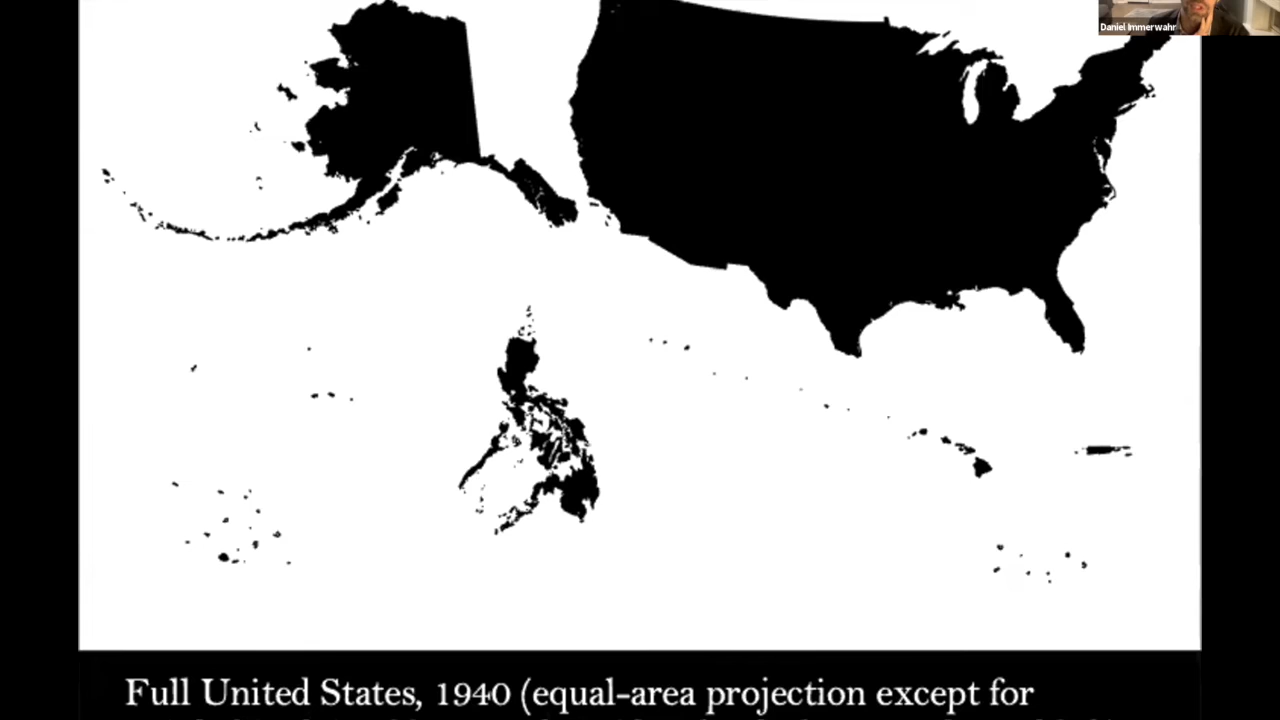 Daniel Immerwahr
Full United States, 1940 (equal-area projection except for